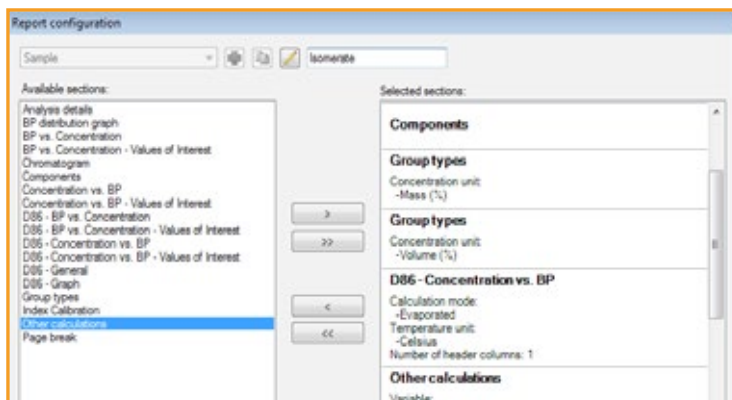 Report configuration
Sample
Isomerate
Available sections:
Analysis details
BP distribution graph
BP vs. Concentration
BP vs. Concentration - Values of Interest
Chromatogram
Components
Concentration vs. BP
Concentration vs. BP - Values of Interest
D86 - BP vs. Concentration
D86 - BP vs. Concentration - Values of Interest
D86 - Concentration vs. BP
D86 - Concentration vs. BP - Values of Interest
D86 - General
D86 - Graph
Group types
Index Calibration
Other calculations
Page break
>
>>
<
<<
Selected sections:
Components
Group types
Concentration unit:
-Mass (%)
Group types
Concentration unit:
-Volume (%)
D86 - Concentration vs. BP
Calculation mode:
-Evaporated
Temperature unit:
-Celsius
Number of header columns: 1
Other calculations
Variable: